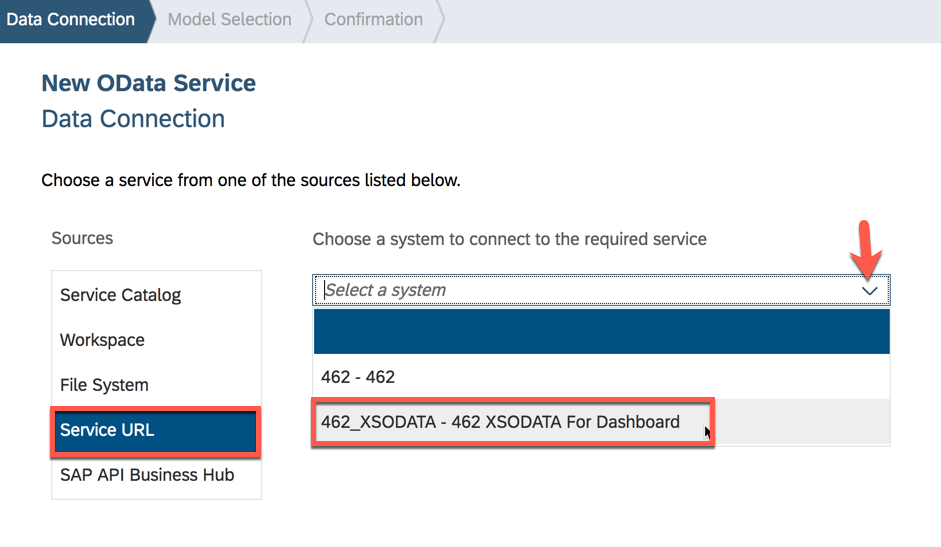 Data Connection
Model Selection
Confirmation
New OData Service
Data Connection
Choose a service from one of the sources listed below.
Sources
Service Catalog
Workspace
File System
Service URL
SAP API Business Hub
Choose a system to connect to the required service
Select a system
462 - 462
462_XSODATA - 462 XSODATA For Dashboard